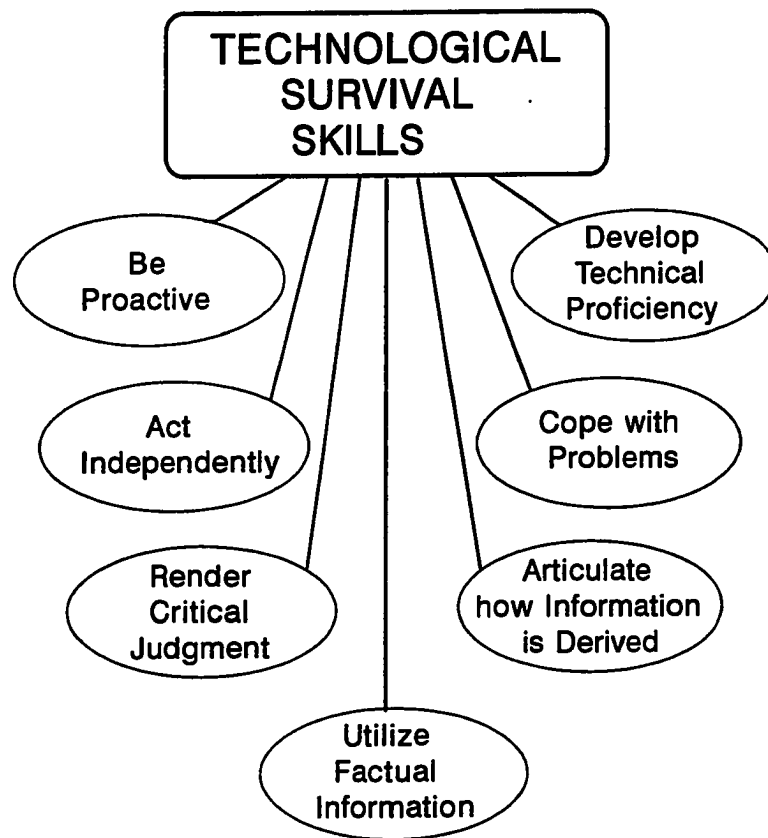 TECHNOLOGICAL
SURVIVAL
SKILLS
Be
Proactive
Develop
Technical
Proficiency
Act
Independently
Cope with
Problems
Render
Critical
Judgment
Articulate
how Information
is Derived
Utilize
Factual
Information